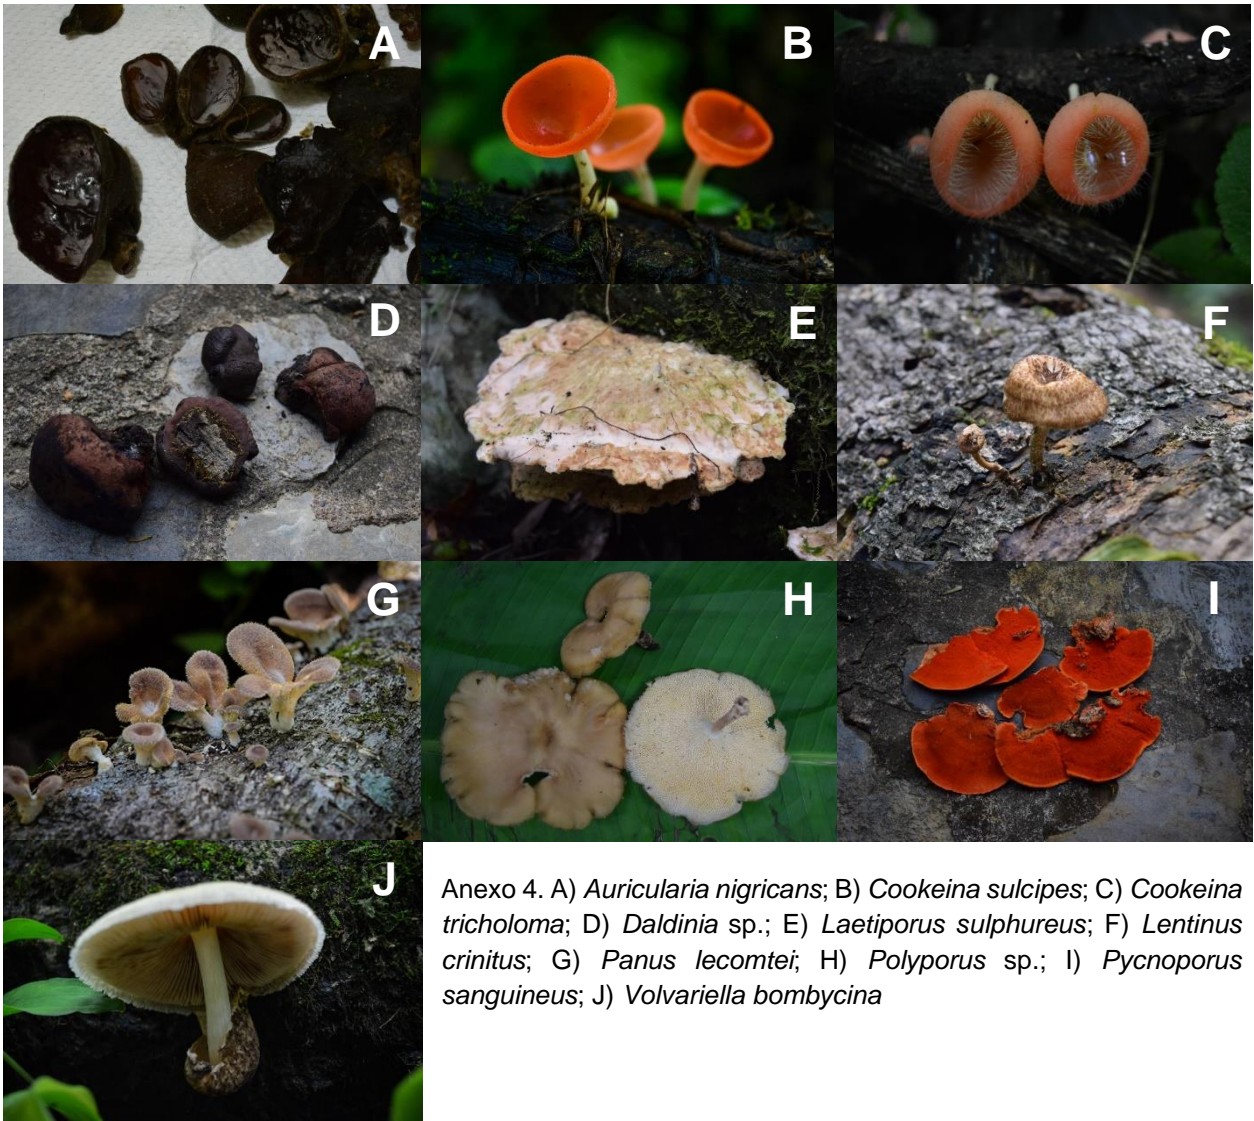 A
B
C
D
E
F
G
H
I
J
Anexo 4. A) Auricularia nigricans; B) Cookeina sulcipes; C) Cookeina
tricholoma; D) Daldinia sp.; E) Laetiporus sulphureus; F) Lentinus
crinitus; G) Panus lecomtei; H) Polyporus sp.; I) Pycnoporus
sanguineus; J) Volvariella bombycina